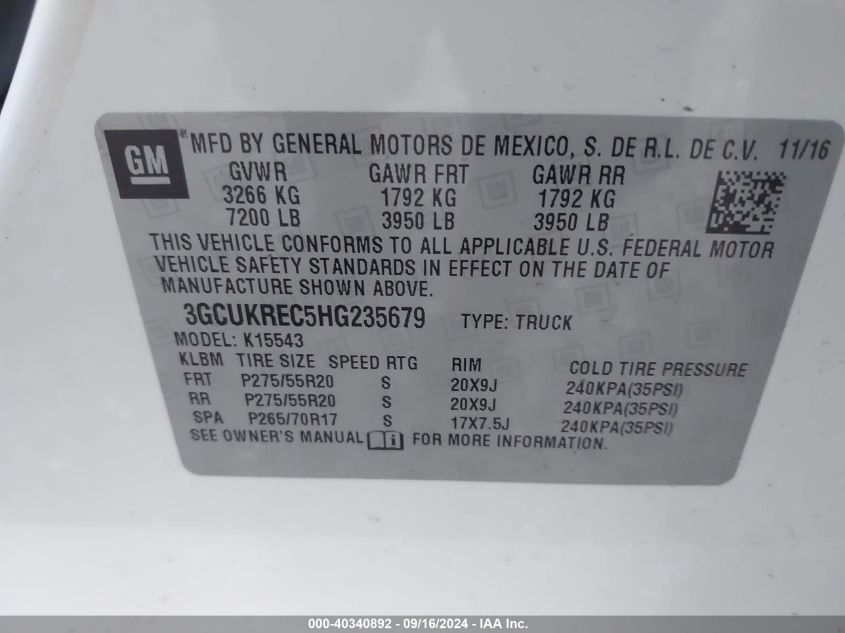 GM ® MFD BY GENERAL MOTORS DE MEXICO, S. DE R.L. DE C.V. 11/16
GVWR GAWR FRT GAWR RR
3266 KG 1792 KG 1792 KG
7200 LB 3950 LB 3950 LB
THIS VEHICLE CONFORMS TO ALL APPLICABLE U.S. FEDERAL MOTOR
VEHICLE SAFETY STANDARDS IN EFFECT ON THE DATE OF
MANUFACTURE SHOWN ABOVE.
3GCUKREC5HG235679 TYPE: TRUCK
MODEL: K15543
KLBM TIRE SIZE SPEED RTG RIM COLD TIRE PRESSURE
FRT P275/55R20 S 20X9J 240KPA(35PSI)
RR P275/55R20 S 20X9J 240KPA(35PSI)
SPA P265/70R17 S 17X7.5J 240KPA(35PSI)
SEE OWNER'S MANUAL i FOR MORE INFORMATION.
000-40340892 - 09/16/2024 - IAA Inc.